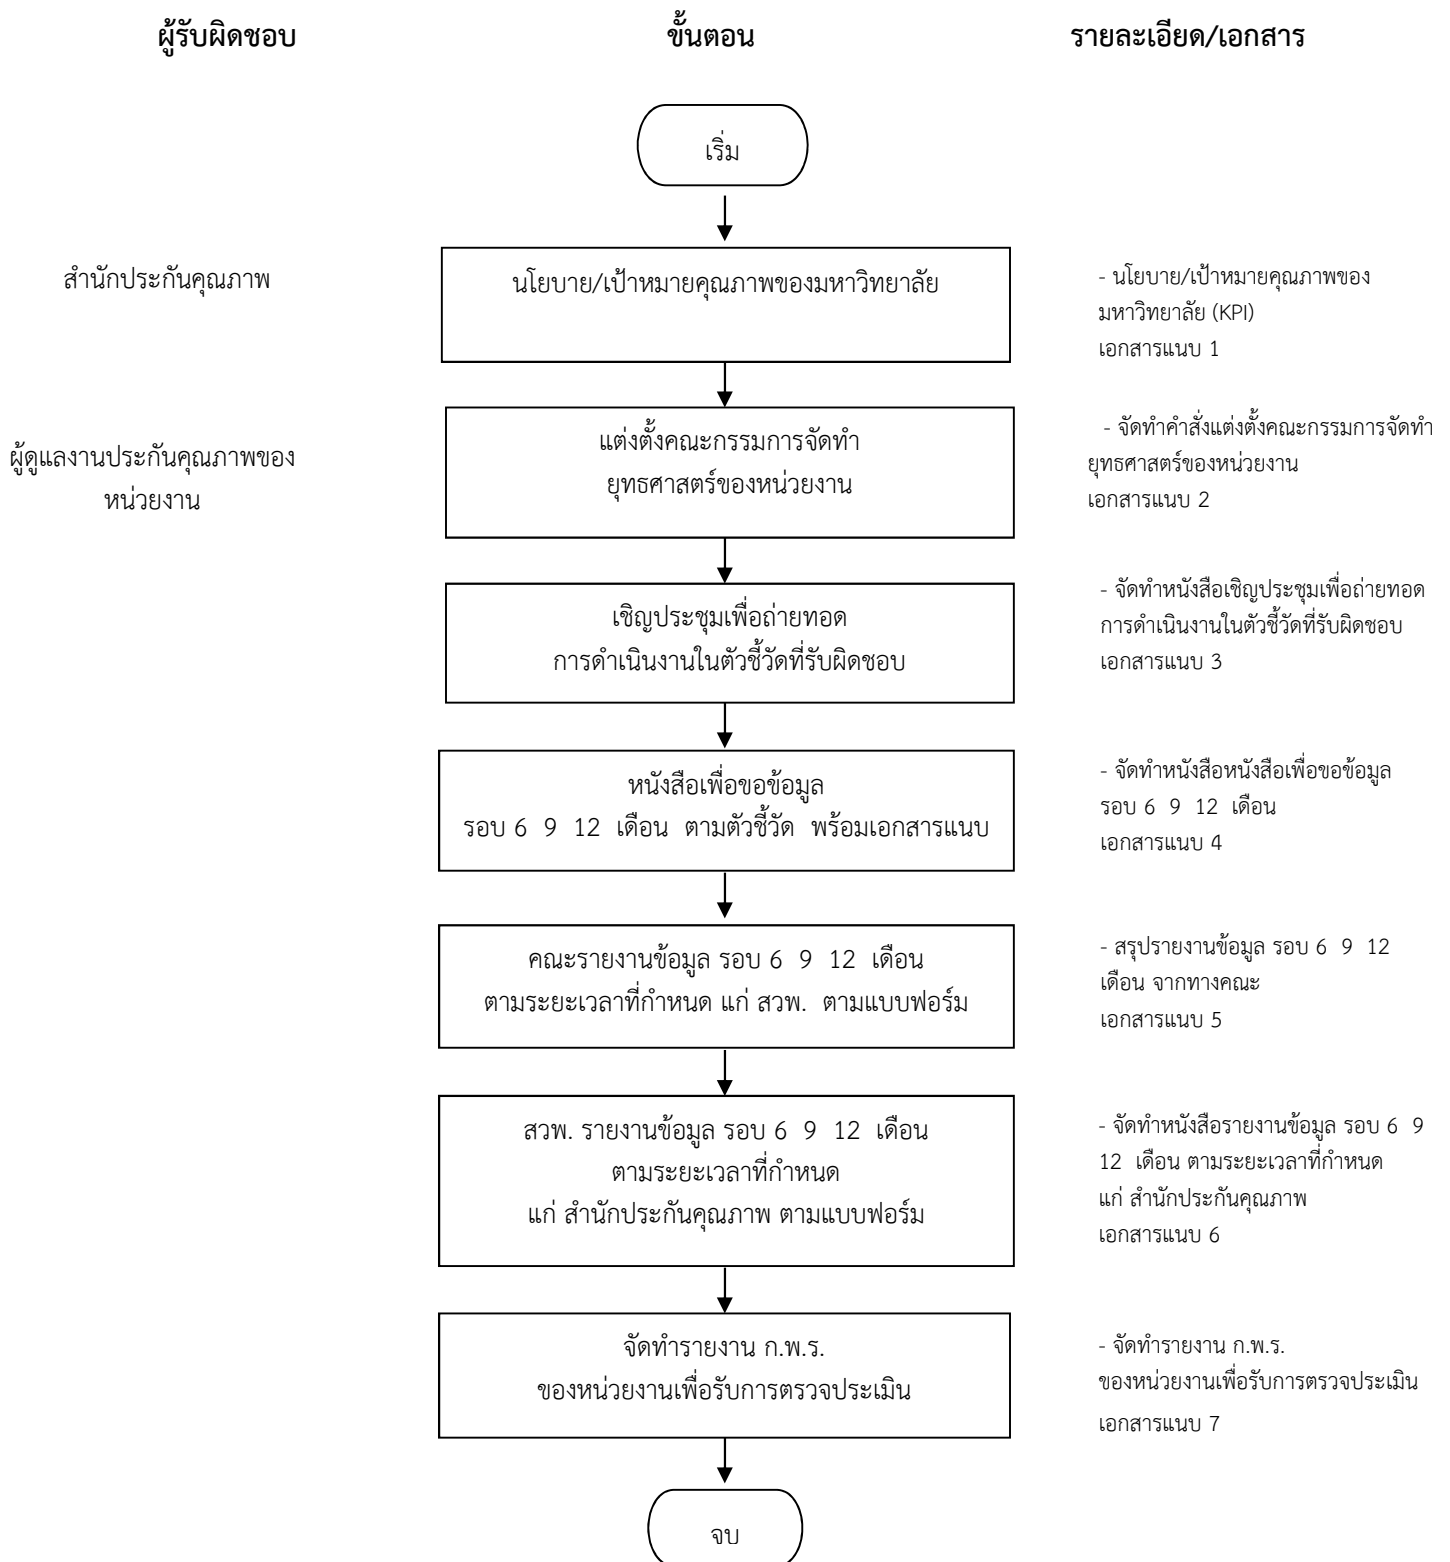 ผู้รับผิดชอบ
ขั้นตอน
รายละเอียด/เอกสาร
เริ่ม
สำนักประกันคุณภาพ
นโยบาย/เป้าหมายคุณภาพของมหาวิทยาลัย
- นโยบาย/เป้าหมายคุณภาพของ
มหาวิทยาลัย (KPI)
เอกสารแนบ 1
ผู้ดูแลงานประกันคุณภาพของ
หน่วยงาน
แต่งตั้งคณะกรรมการจัดทำ
ยุทธศาสตร์ของหน่วยงาน
- จัดทำคำสั่งแต่งตั้งคณะกรรมการจัดทำ
ยุทธศาสตร์ของหน่วยงาน
เอกสารแนบ 2
เชิญประชุมเพื่อถ่ายทอด
การดำเนินงานในตัวชี้วัดที่รับผิดชอบ
- จัดทำหนังสือเชิญประชุมเพื่อถ่ายทอด
การดำเนินงานในตัวชี้วัดที่รับผิดชอบ
เอกสารแนบ 3
หนังสือเพื่อขอข้อมูล
รอบ 6 9 12 เดือน ตามตัวชี้วัด พร้อมเอกสารแนบ
- จัดทำหนังสือหนังสือเพื่อขอข้อมูล
รอบ 6 9 12 เดือน
เอกสารแนบ 4
คณะรายงานข้อมูล รอบ 6 9 12 เดือน
ตามระยะเวลาที่กำหนด แก่ สวพ. ตามแบบฟอร์ม
- สรุปรายงานข้อมูล รอบ 6 9 12
เดือน จากทางคณะ
เอกสารแนบ 5
สวพ. รายงานข้อมูล รอบ 6 9 12 เดือน
ตามระยะเวลาที่กำหนด
แก่ สำนักประกันคุณภาพ ตามแบบฟอร์ม
- จัดทำหนังสือรายงานข้อมูล รอบ 6 9
12 เดือน ตามระยะเวลาที่กำหนด
แก่ สำนักประกันคุณภาพ
เอกสารแนบ 6
จัดทำรายงาน ก.พ.ร.
ของหน่วยงานเพื่อรับการตรวจประเมิน
- จัดทำรายงาน ก.พ.ร.
ของหน่วยงานเพื่อรับการตรวจประเมิน
เอกสารแนบ 7
จบ